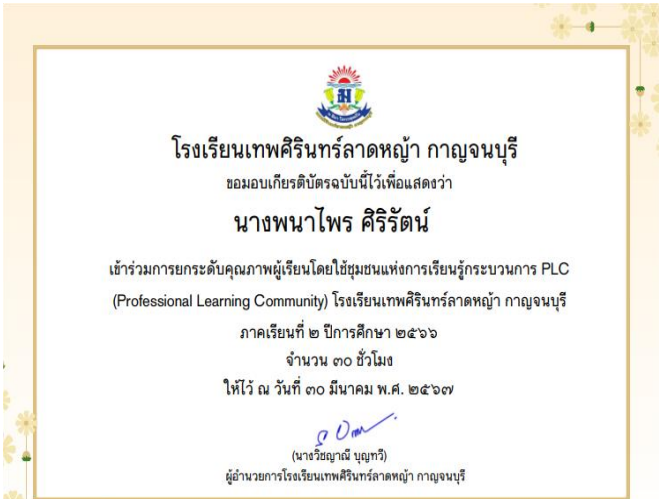 โรงเรียนเทพศิรินทร์ลาดหญ้า กาญจนบุรี
ขอมอบเกียรติบัตรฉบับนี้ไว้เพื่อแสดงว่า
นางพนาไพร ศิริรัตน์
เข้าร่วมการยกระดับคุณภาพผู้เรียนโดยใช้ชุมชนแห่งการเรียนรู้กระบวนการ PLC
(Professional Learning Community) โรงเรียนเทพศิรินทร์ลาดหญ้า กาญจนบุรี
ภาคเรียนที่ ๒ ปีการศึกษา ๒๕๖๖
จำนวน ๓๐ ชั่วโมง
ให้ไว้ ณ วันที่ ๓๐ มีนาคม พ.ศ. ๒๕๖๗
(นางวิชญาณี บุญทวี)
ผู้อำนวยการโรงเรียนเทพศิรินทร์ลาดหญ้า กาญจนบุรี